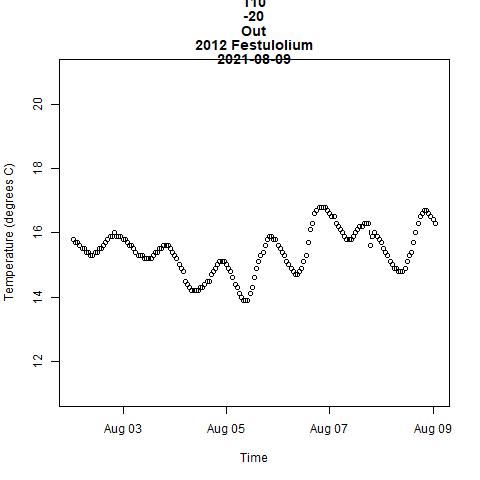 110
-20
Out
2012 Festulolium
2021-08-09
20
18
16
14
12
Temperature (degrees C)
Aug 03
Aug 05
Aug 07
Aug 09
Time